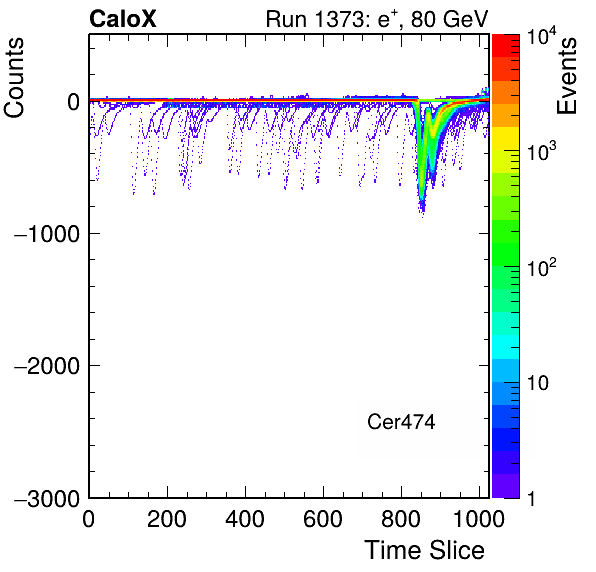 CaloX Run 1373: e⁺, 80 GeV
Counts
Events
0
−1000
−2000
−3000
0 200 400 600 800 1000
Time Slice
Cer474
10⁴
10³
10²
10
1